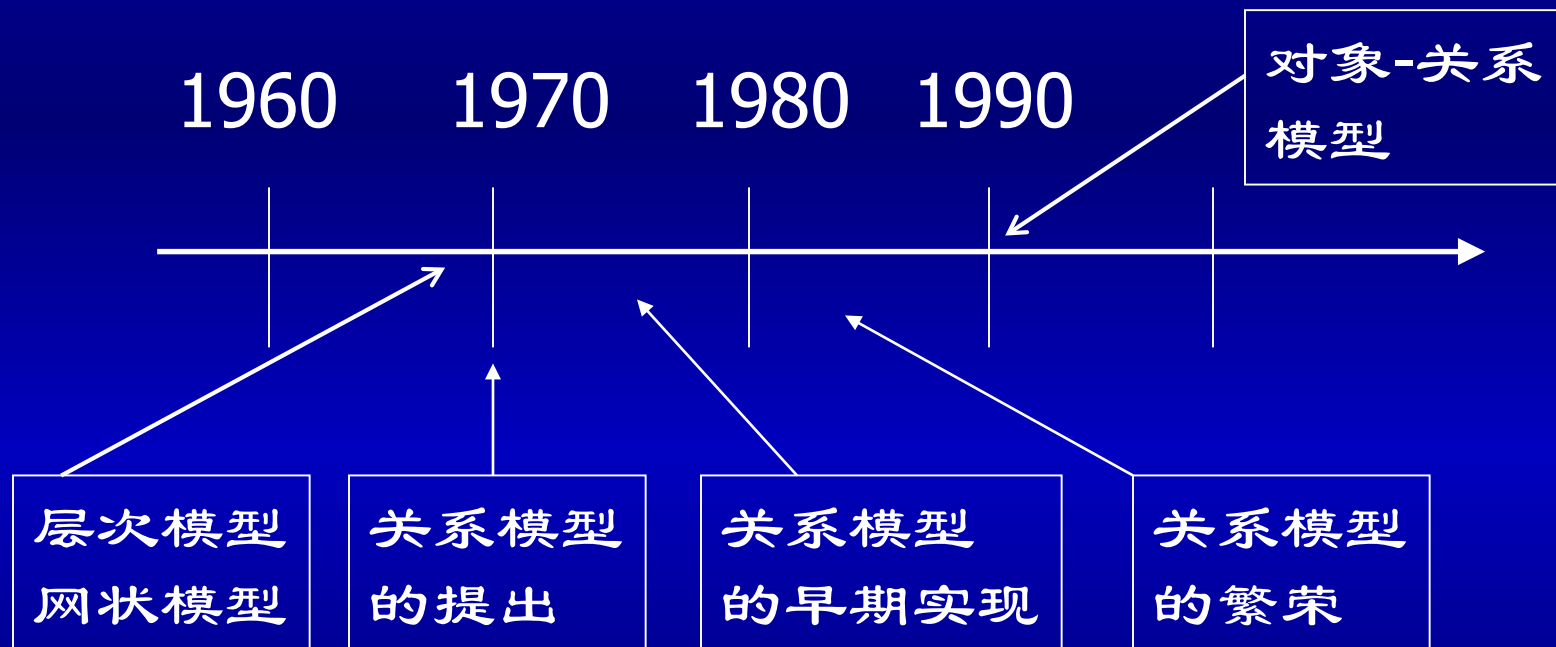 1960 1970 1980 1990
对象-关系
模型
层次模型
网状模型
关系模型
的提出
关系模型
的早期实现
关系模型
的繁荣